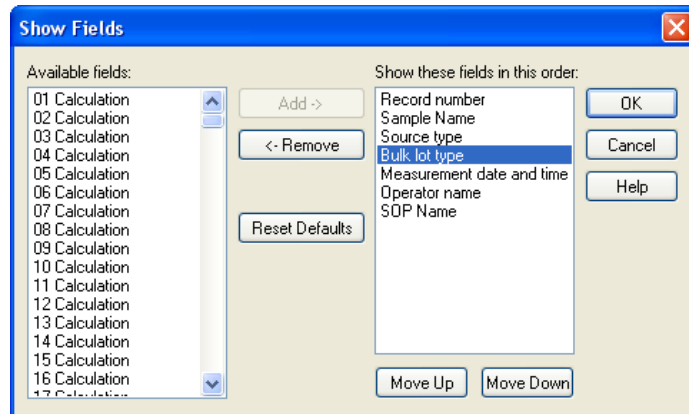 Show Fields
Available fields:
01 Calculation
02 Calculation
03 Calculation
04 Calculation
05 Calculation
06 Calculation
07 Calculation
08 Calculation
09 Calculation
10 Calculation
11 Calculation
12 Calculation
13 Calculation
14 Calculation
15 Calculation
16 Calculation
17 Calculation
Add ->
<- Remove
Reset Defaults
Show these fields in this order:
Record number
Sample Name
Source type
Bulk lot type
Measurement date and time
Operator name
SOP Name
Move Up
Move Down
OK
Cancel
Help